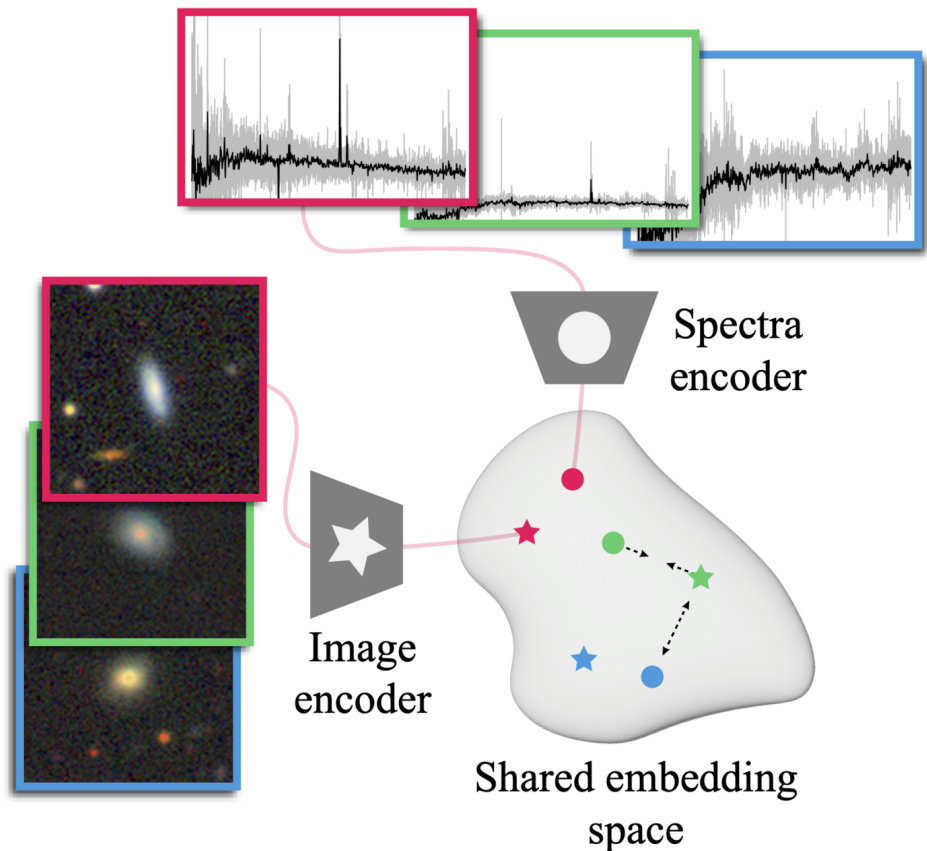 Spectra
encoder
Image
encoder
Shared embedding
space